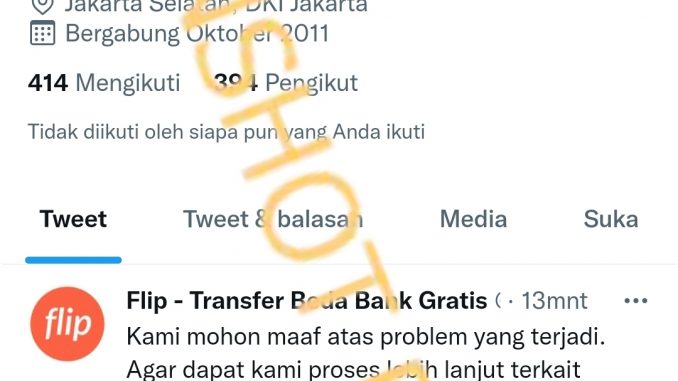 Jakarta Selatan, DKI Jakarta
Bergabung Oktober 2011
414 Mengikuti 394 Pengikut
Tidak diikuti oleh siapa pun yang Anda ikuti
Tweet Tweet & balasan Media Suka
flip
Flip - Transfer Beda Bank Gratis ( · 13mnt ...
Kami mohon maaf atas problem yang terjadi.
Agar dapat kami proses lebih lanjut terkait
SHOT